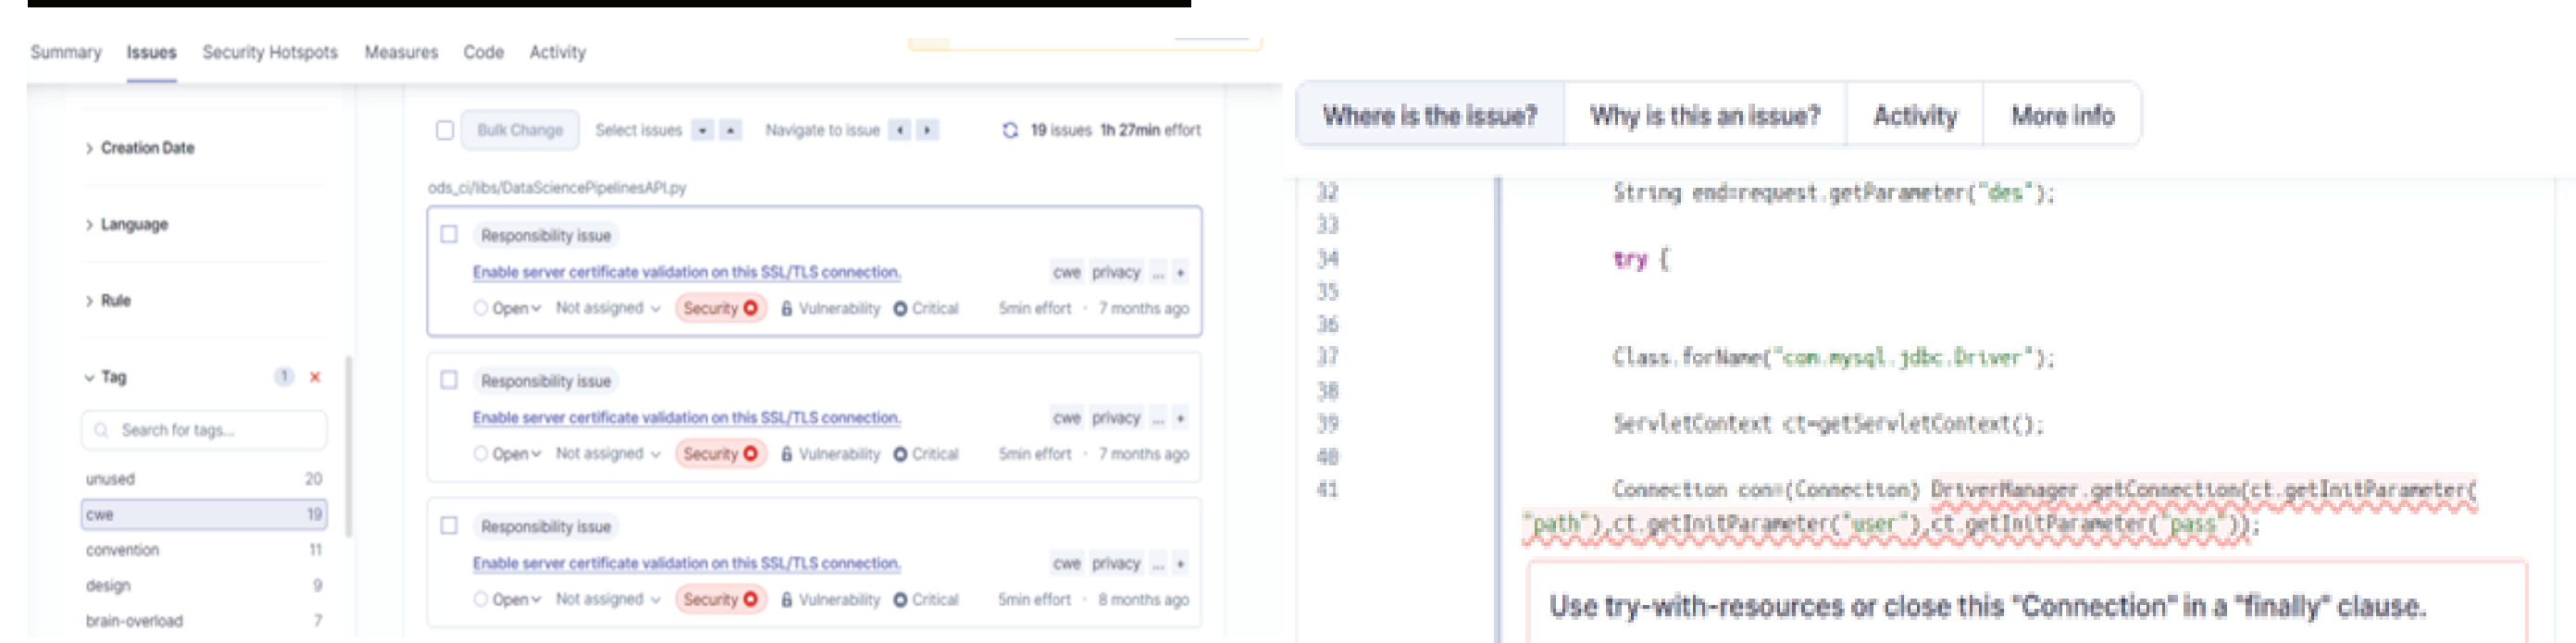 Summary Issues Security Hotspots Measures Code Activity
Creation Date
Language
Rule
Tag 1
Search for tags...
unused 20
cwe 19
convention 11
design 9
brain-overload 7
Bulk Change Select issues Navigate to issue 19 issues 1h 27min effort
ods_ci/libs/DataSciencePipelinesAPI.py
Responsibility issue
Enable server certificate validation on this SSL/TLS connection. cwe privacy ... +
Open Not assigned Security Vulnerability Critical 5min effort · 7 months ago
Responsibility issue
Enable server certificate validation on this SSL/TLS connection. cwe privacy ... +
Open Not assigned Security Vulnerability Critical 5min effort · 7 months ago
Responsibility issue
Enable server certificate validation on this SSL/TLS connection. cwe privacy ... +
Open Not assigned Security Vulnerability Critical 5min effort · 8 months ago
Where is the issue? Why is this an issue? Activity More info
32 String end=request.getParameter("des");
33
34 try {
35
36
37 Class.forName("com.mysql.jdbc.Driver");
38
39 ServletContext ct=getServletContext();
40
41 Connection con=(Connection) DriverManager.getConnection(ct.getInitParameter(
"path"),ct.getInitParameter("user"),ct.getInitParameter("pass"));
Use try-with-resources or close this "Connection" in a "finally" clause.